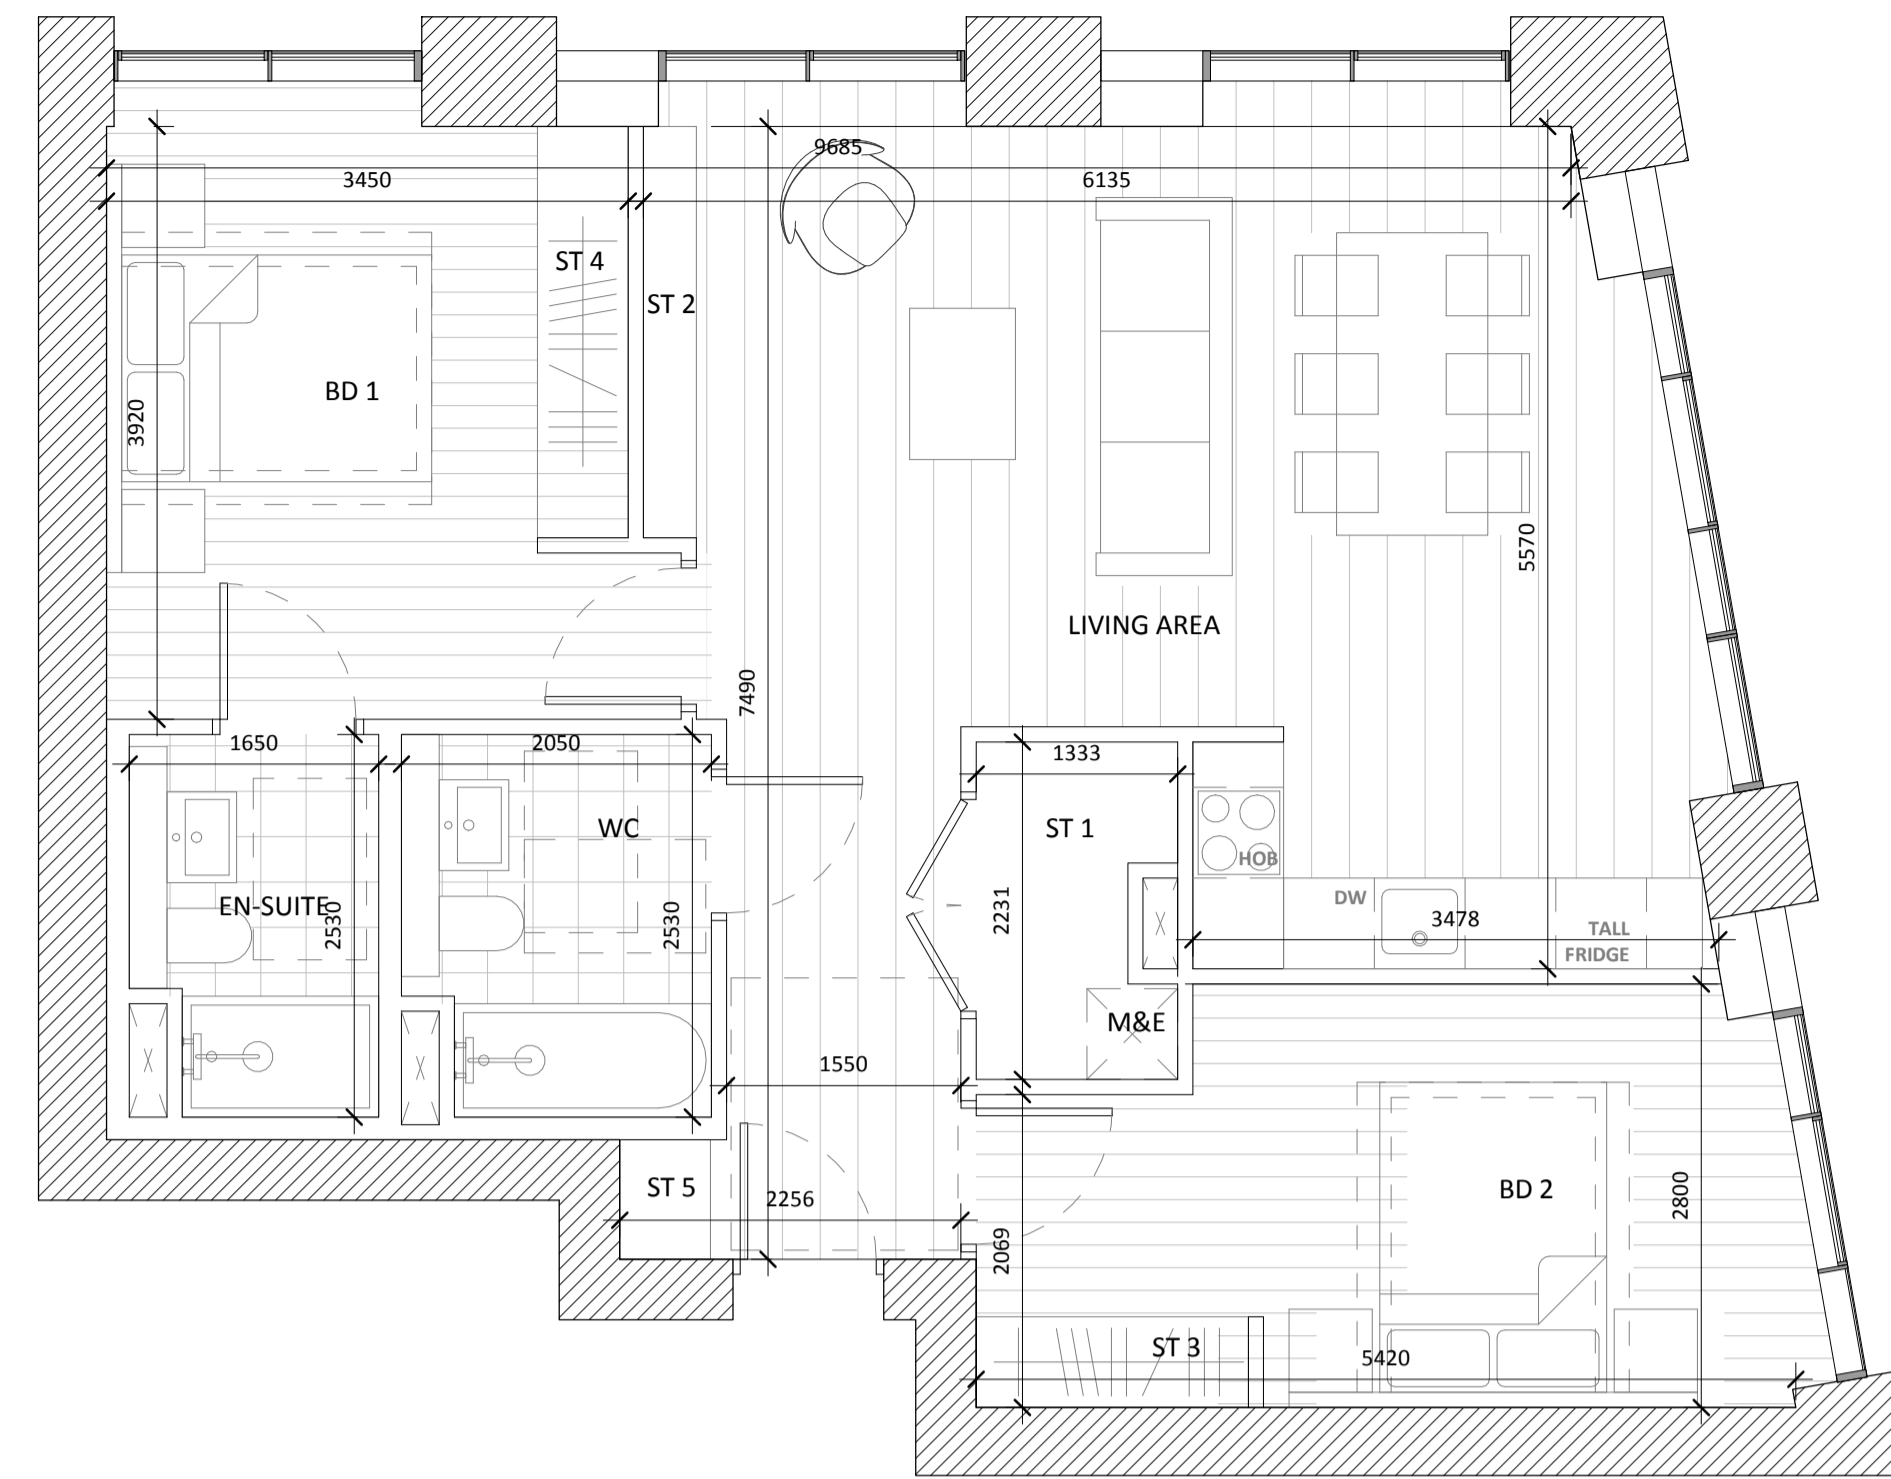 9685
3450
6135
ST 4
ST 2
BD 1
3920
5570
LIVING AREA
7490
1650
2050
1333
WC
ST 1
HOB
EN-SUITE
2530
2530
2231
DW
3478
TALL
FRIDGE
M&E
1550
ST 5
2256
2069
BD 2
2800
ST 3
5420